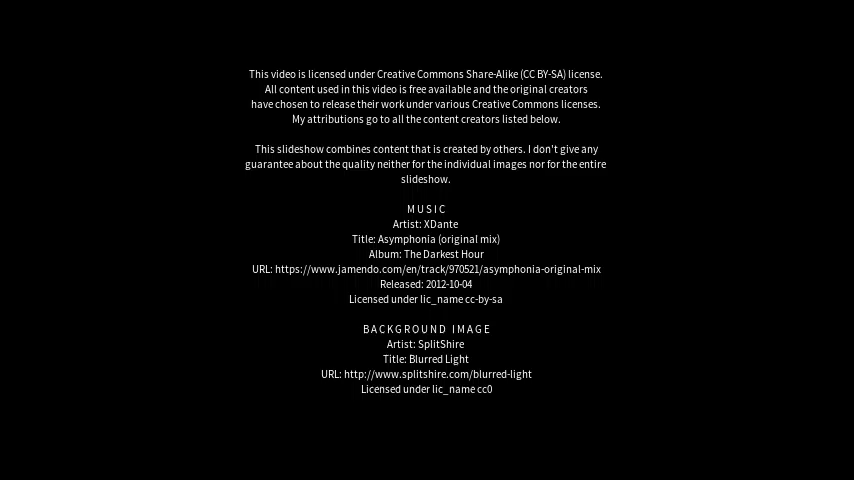 This video is licensed under Creative Commons Share-Alike (CC BY-SA) license.
All content used in this video is free available and the original creators
have chosen to release their work under various Creative Commons licenses.
My attributions go to all the content creators listed below.
This slideshow combines content that is created by others. I don't give any
guarantee about the quality neither for the individual images nor for the entire
slideshow.
MUSIC
Artist: XDante
Title: Asymphonia (original mix)
Album: The Darkest Hour
URL: https://www.jamendo.com/en/track/970521/asymphonia-original-mix
Released: 2012-10-04
Licensed under lic_name cc-by-sa
BACKGROUND IMAGE
Artist: SplitShire
Title: Blurred Light
URL: http://www.splitshire.com/blurred-light
Licensed under lic_name cc0